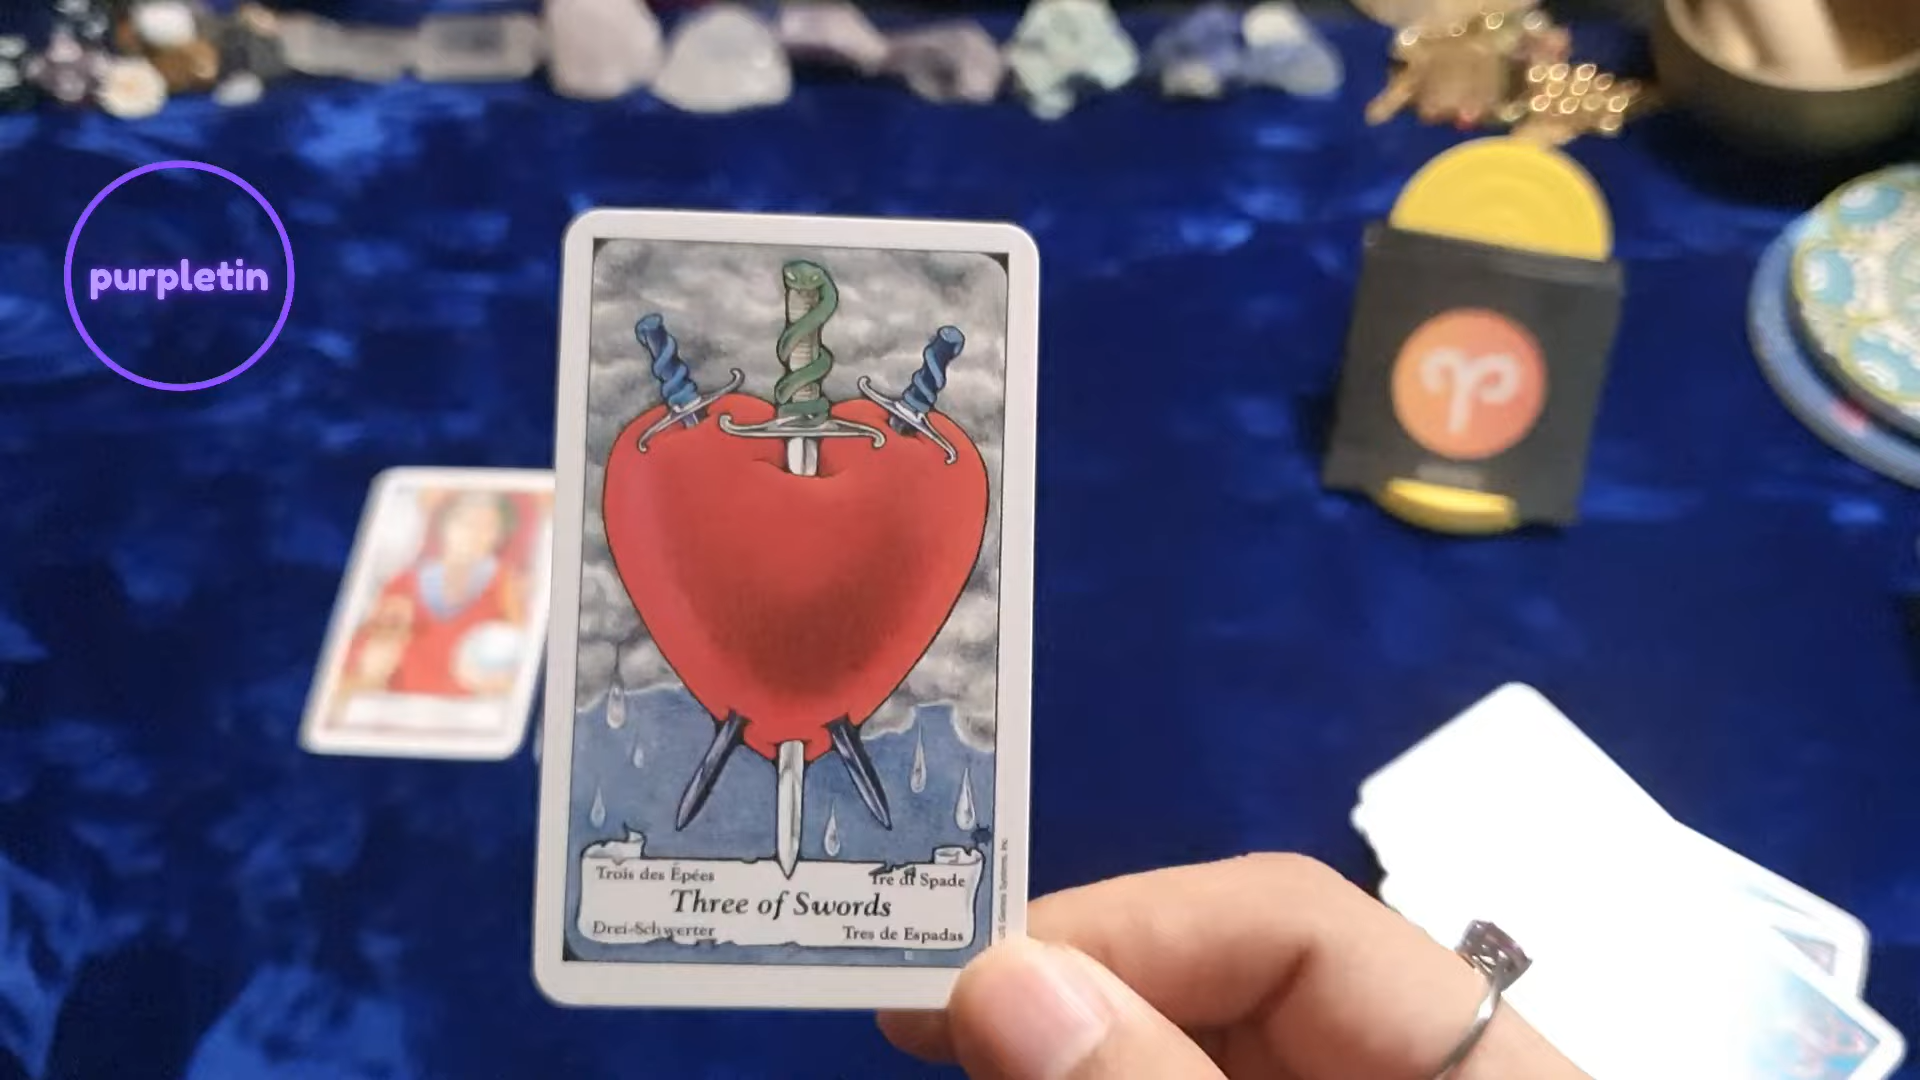 purpletin
Trois des Épées
Tre di Spade
Three of Swords
Drei-Schwerter
Tres de Espadas